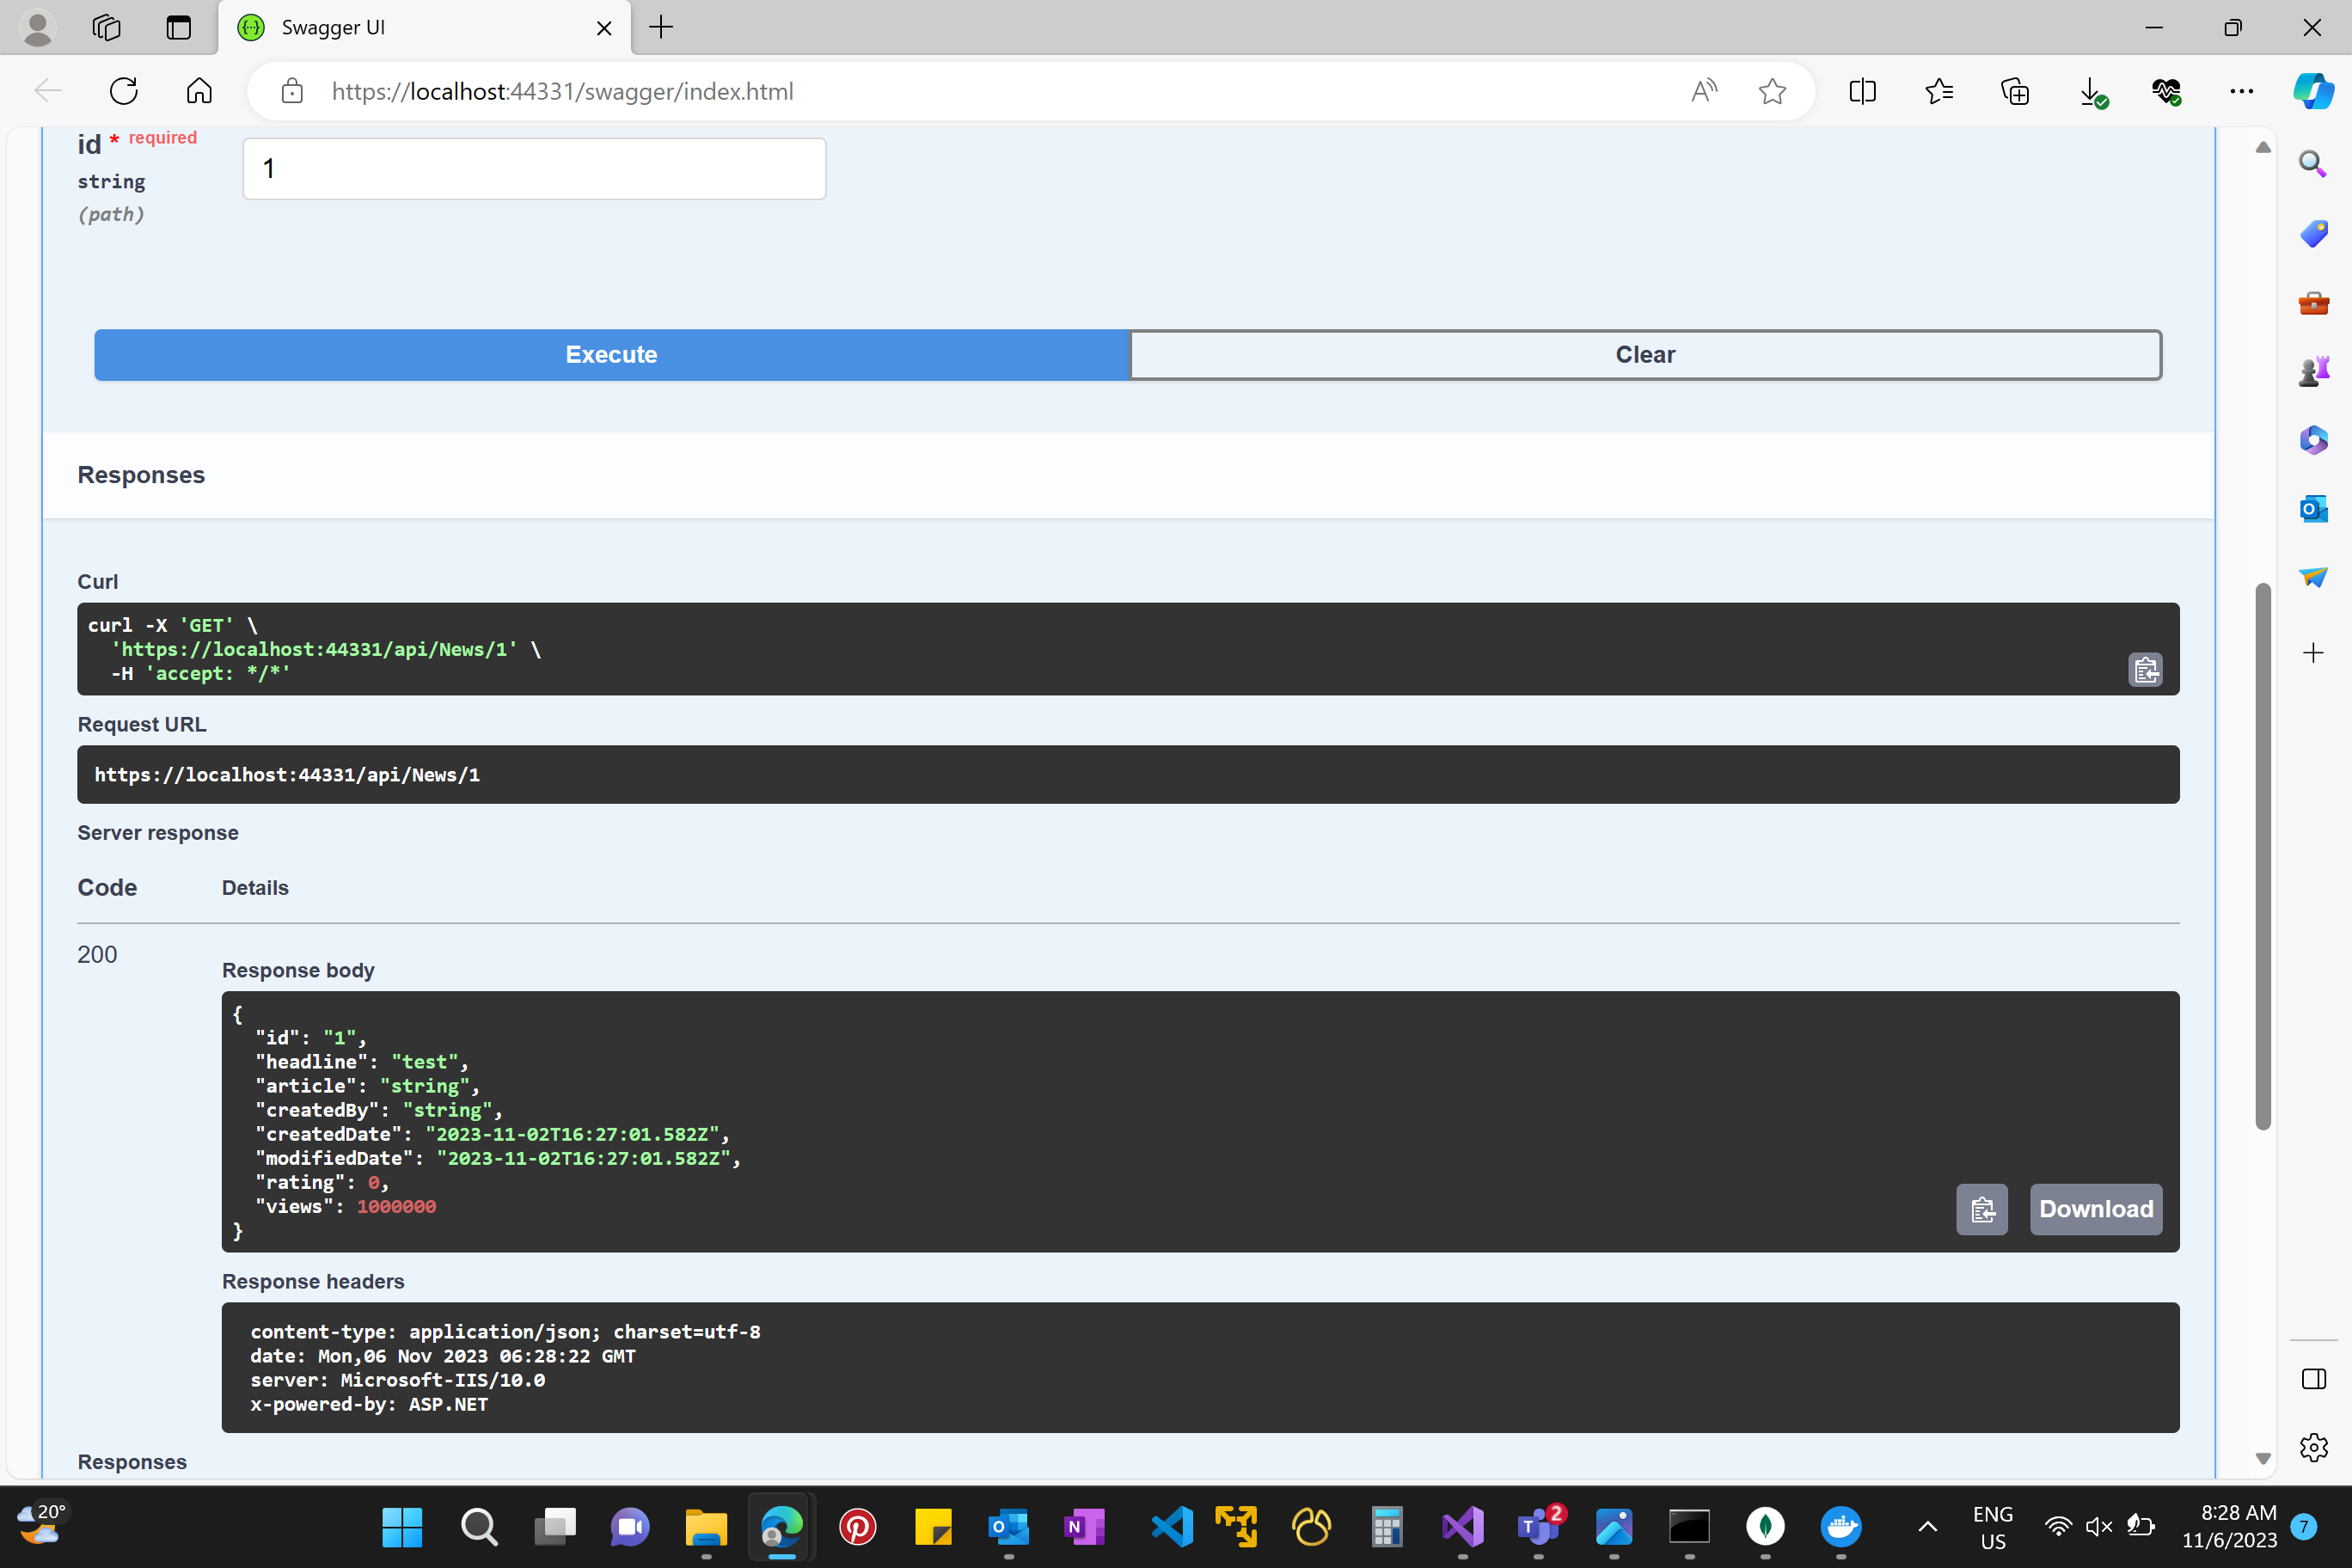 Swagger UI
https://localhost:44331/swagger/index.html
id * required
1
string
(path)
Execute
Clear
Responses
Curl
curl -X 'GET' \
'https://localhost:44331/api/News/1' \
-H 'accept: */*'
Request URL
https://localhost:44331/api/News/1
Server response
Code Details
200
Response body
{
"id": "1",
"headline": "test",
"article": "string",
"createdBy": "string",
"createdDate": "2023-11-02T16:27:01.582Z",
"modifiedDate": "2023-11-02T16:27:01.582Z",
"rating": 0,
"views": 1000000
}
Download
Response headers
content-type: application/json; charset=utf-8
date: Mon,06 Nov 2023 06:28:22 GMT
server: Microsoft-IIS/10.0
x-powered-by: ASP.NET
Responses
20°
2
ENG
US
8:28 AM
11/6/2023
7